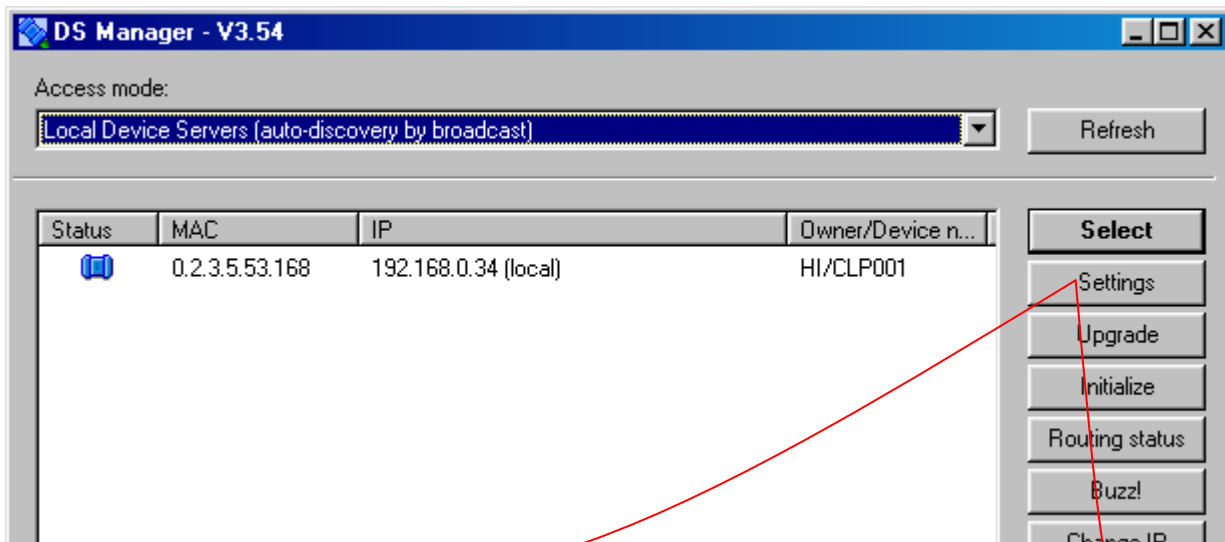 DS Manager - V3.54
Access mode:
Local Device Servers (auto-discovery by broadcast)
Refresh
Status MAC IP Owner/Device n...
0.2.3.5.53.168 192.168.0.34 (local) HI/CLP001
Select
Settings
Upgrade
Initialize
Routing status
Buzz!
Change IP